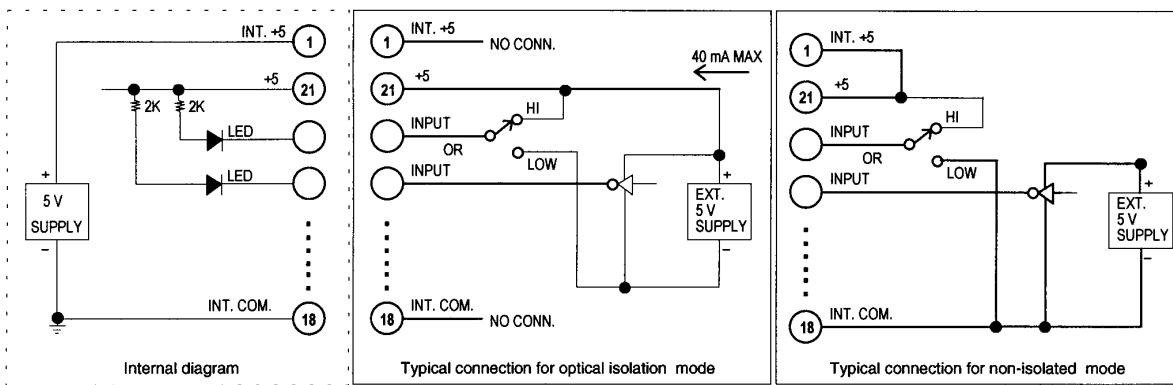 INT. +5
1
+5
21
2K
2K
LED
LED
+
5 V
SUPPLY
–
INT. COM.
18
Internal diagram
1
INT. +5
NO CONN.
40 mA MAX
21
+5
HI
INPUT
OR
LOW
INPUT
+
EXT.
5 V
SUPPLY
–
INT. COM.
18
NO CONN.
Typical connection for optical isolation mode
INT. +5
1
+5
21
HI
INPUT
OR
LOW
INPUT
+
EXT.
5 V
SUPPLY
–
INT. COM.
18
Typical connection for non-isolated mode